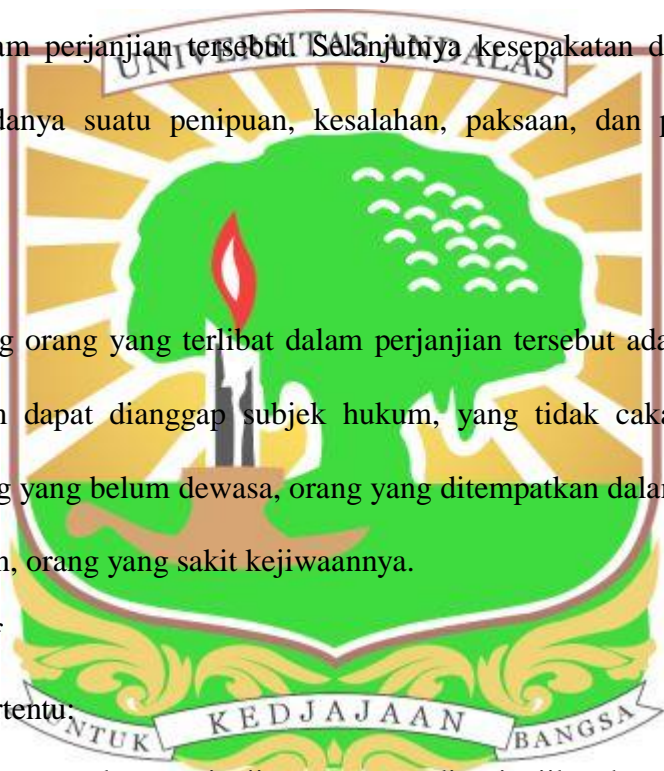 am perjanjian tersebut. Selanjutnya kesepakatan d
UNIVERSITAS ANDALAS
danya suatu penipuan, kesalahan, paksaan, dan p
g orang yang terlibat dalam perjanjian tersebut ada
dapat dianggap subjek hukum, yang tidak caka
g yang belum dewasa, orang yang ditempatkan dalam
n, orang yang sakit kejiwaannya.
ertentu:
UNTUK KEDJAJAAN BANGSA